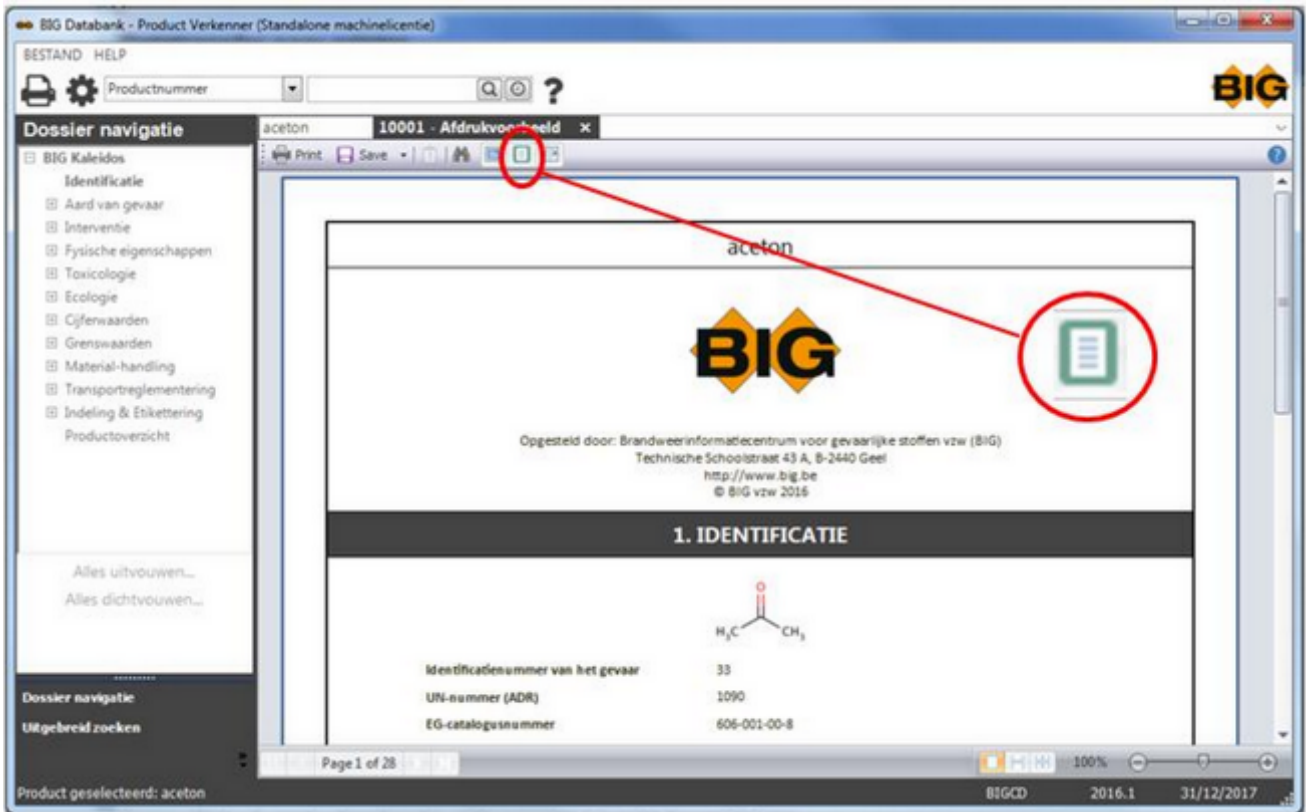 BIG Databank - Product Verkenner (Standalone machinelicentie)
BESTAND HELP
Productnummer
?
BIG
Dossier navigatie
aceton
10001 - Afdrukvoorbeeld x
Print Save
?
BIG Kaleidos
Identificatie
Aard van gevaar
Interventie
Fysische eigenschappen
Toxicologie
Ecologie
Cijferwaarden
Grenswaarden
Material-handling
Transportreglementering
Indeling & Etikettering
Productoverzicht
Alles uitvouwen...
Alles dichtvouwen...
Dossier navigatie
Uitgebreid zoeken
aceton
BIG
Opgesteld door: Brandweerinformatiecentrum voor gevaarlijke stoffen vzw (BIG)
Technische Schoolstraat 43 A, B-2440 Geel
http://www.big.be
© BIG vzw 2016
1. IDENTIFICATIE
O
H₃C CH₃
Identificatienummer van het gevaar 33
UN-nummer (ADR) 1090
EG-catalogusnummer 606-001-00-8
Page 1 of 28
100%
Product geselecteerd: aceton
BIGCD 2016.1 31/12/2017